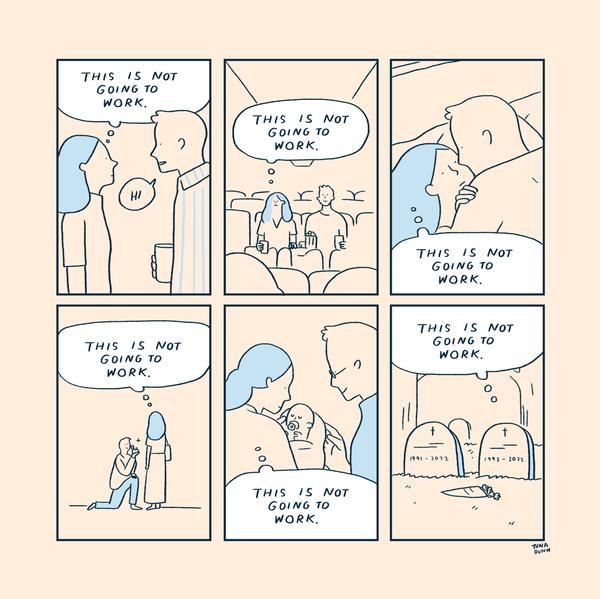 THIS IS NOT
GOING TO
WORK.
HI
THIS IS NOT
GOING TO
WORK.
THIS IS NOT
GOING TO
WORK.
THIS IS NOT
GOING TO
WORK.
THIS IS NOT
GOING TO
WORK.
THIS IS NOT
GOING TO
WORK.
1991-2072
1993-2072
TUNA
DUNN